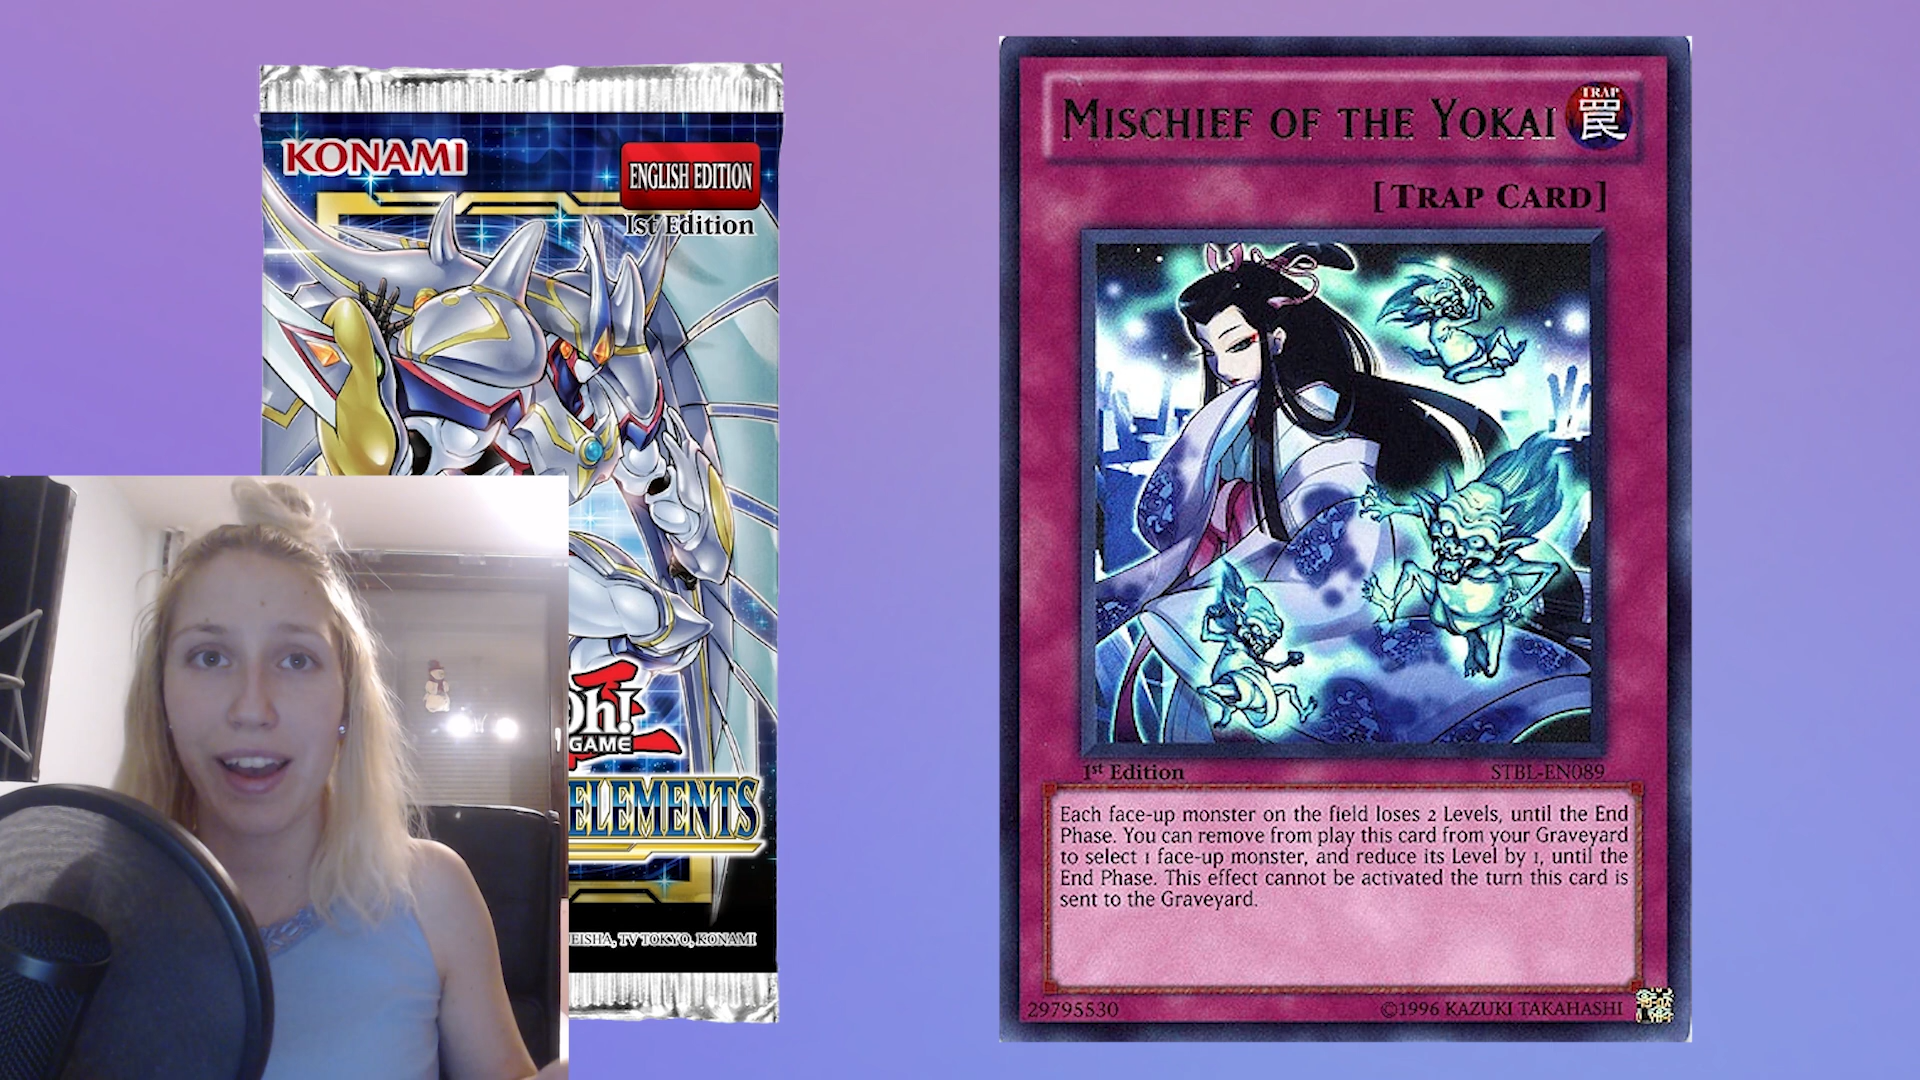 KONAMI
ENGLISH EDITION
1st Edition
Oh!
GAME
ELEMENTS
EISHA, TV TOKYO, KONAMI
MISCHIEF OF THE YOKAI
TRAP
罠
[TRAP CARD]
1st Edition
STBL-EN089
Each face-up monster on the field loses 2 Levels, until the End
Phase. You can remove from play this card from your Graveyard
to select 1 face-up monster, and reduce its Level by 1, until the
End Phase. This effect cannot be activated the turn this card is
sent to the Graveyard.
29795530
©1996 KAZUKI TAKAHASHI